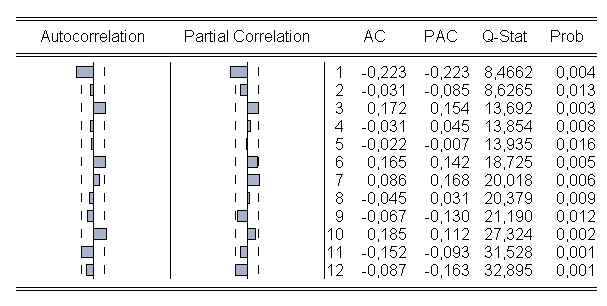 Autocorrelation Partial Correlation AC PAC Q-Stat Prob
1 -0,223 -0,223 8,4662 0,004
2 -0,031 -0,085 8,6265 0,013
3 0,172 0,154 13,692 0,003
4 -0,031 0,045 13,854 0,008
5 -0,022 -0,007 13,935 0,016
6 0,165 0,142 18,725 0,005
7 0,086 0,168 20,018 0,006
8 -0,045 0,031 20,379 0,009
9 -0,067 -0,130 21,190 0,012
10 0,185 0,112 27,324 0,002
11 -0,152 -0,093 31,528 0,001
12 -0,087 -0,163 32,895 0,001